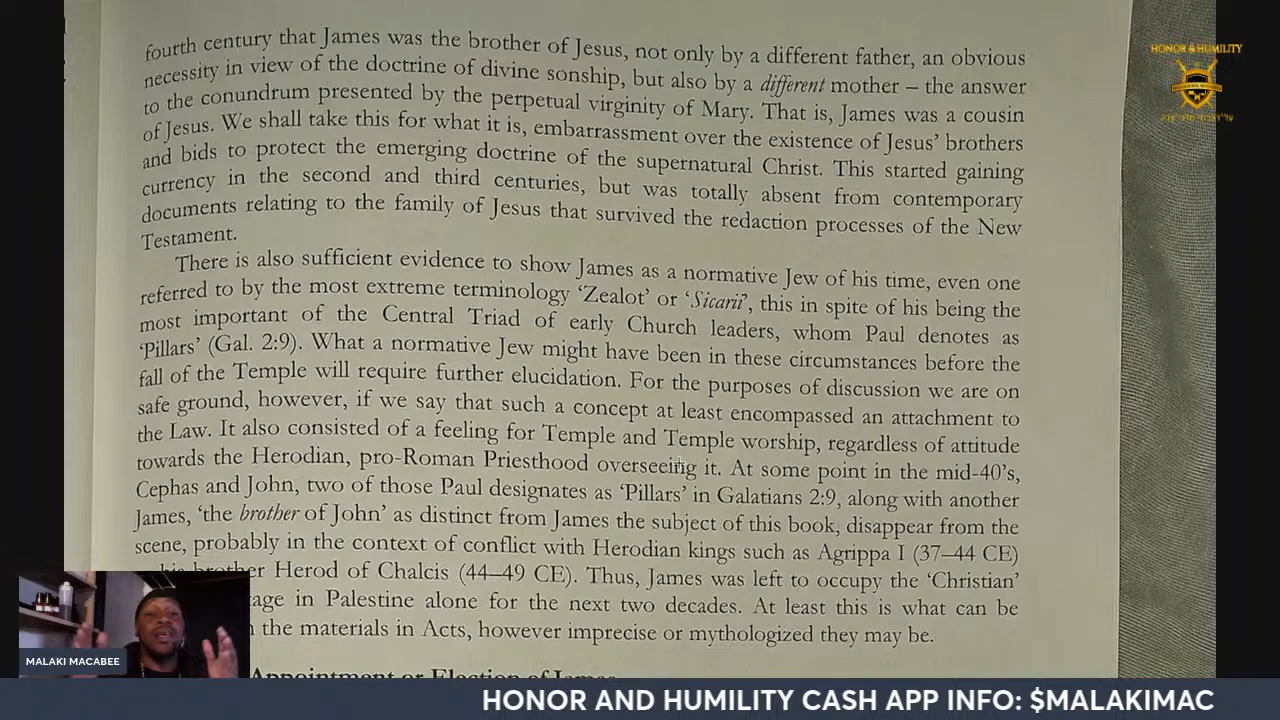 fourth century that James was the brother of Jesus, not only by a different father, an obvious
necessity in view of the doctrine of divine sonship, but also by a different mother – the answer
to the conundrum presented by the perpetual virginity of Mary. That is, James was a cousin
of Jesus. We shall take this for what it is, embarrassment over the existence of Jesus' brothers
and bids to protect the emerging doctrine of the supernatural Christ. This started gaining
currency in the second and third centuries, but was totally absent from contemporary
documents relating to the family of Jesus that survived the redaction processes of the New
Testament.
There is also sufficient evidence to show James as a normative Jew of his time, even one
referred to by the most extreme terminology 'Zealot' or 'Sicarii', this in spite of his being the
most important of the Central Triad of early Church leaders, whom Paul denotes as
'Pillars' (Gal. 2:9). What a normative Jew might have been in these circumstances before the
fall of the Temple will require further elucidation. For the purposes of discussion we are on
safe ground, however, if we say that such a concept at least encompassed an attachment to
the Law. It also consisted of a feeling for Temple and Temple worship, regardless of attitude
towards the Herodian, pro-Roman Priesthood overseeing it. At some point in the mid-40's,
Cephas and John, two of those Paul designates as 'Pillars' in Galatians 2:9, along with another
James, 'the brother of John' as distinct from James the subject of this book, disappear from the
scene, probably in the context of conflict with Herodian kings such as Agrippa I (37–44 CE)
his brother Herod of Chalcis (44–49 CE). Thus, James was left to occupy the 'Christian'
age in Palestine alone for the next two decades. At least this is what can be
the materials in Acts, however imprecise or mythologized they may be.
Appointment or Election of James
HONOR & HUMILITY
MALAKI MACABEE
HONOR AND HUMILITY CASH APP INFO: $MALAKIMAC